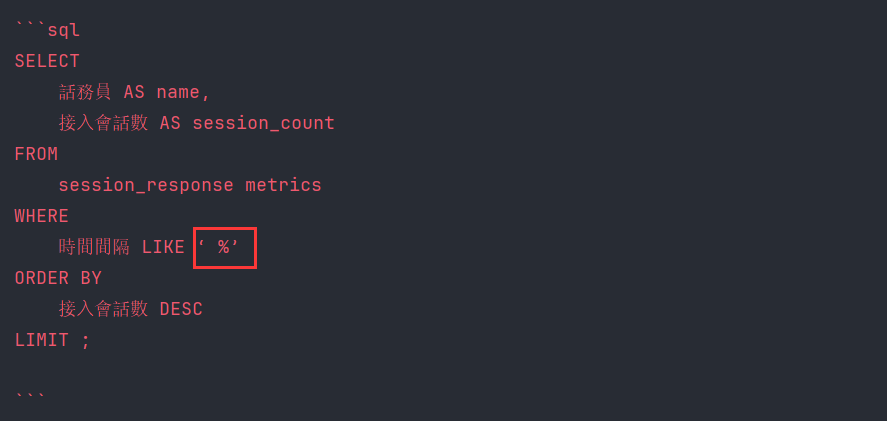 ```sql
SELECT
    話務員 AS name,
    接入會話數 AS session_count
FROM
    session_response metrics
WHERE
    時間間隔 LIKE ‘ %’
ORDER BY
    接入會話數 DESC
LIMIT ;
```